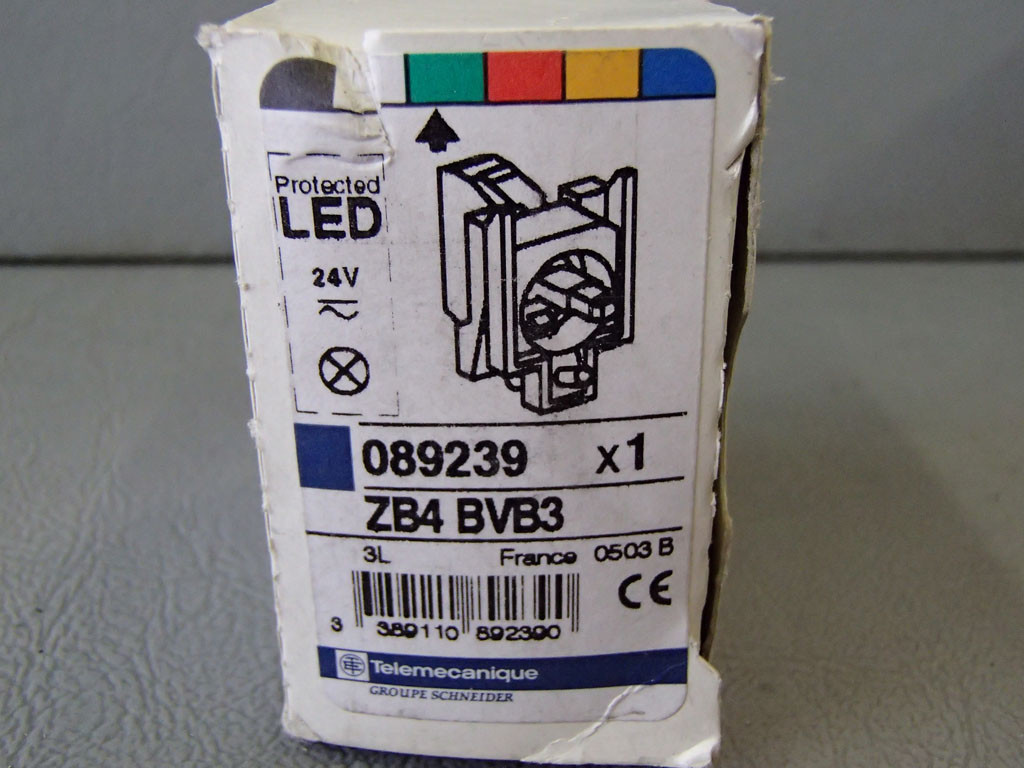 Protected
LED
24V
089239 x1
ZB4 BVB3
3L France 0503 B
CE
3 389110 892390
Telemecanique
GROUPE SCHNEIDER